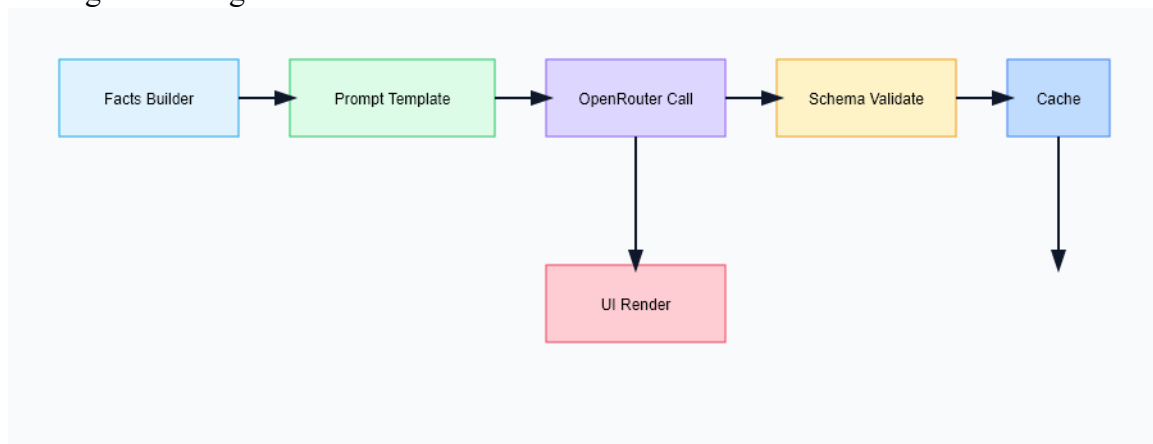 Facts Builder
Prompt Template
OpenRouter Call
Schema Validate
Cache
UI Render